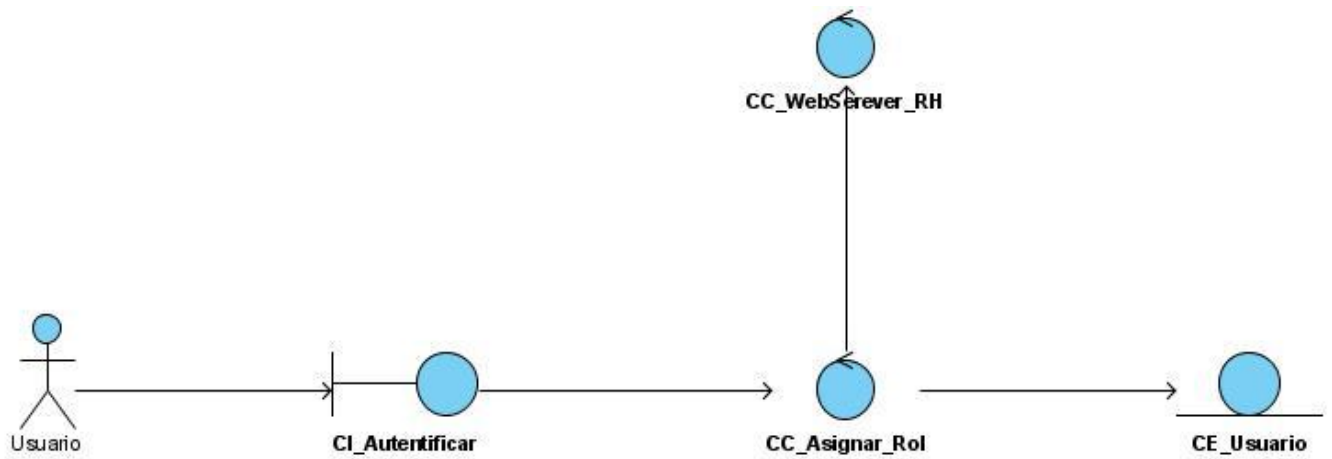 CC_WebSerever_RH
Usuario
CI_Autentificar
CC_Asignar_Rol
CE_Usuario